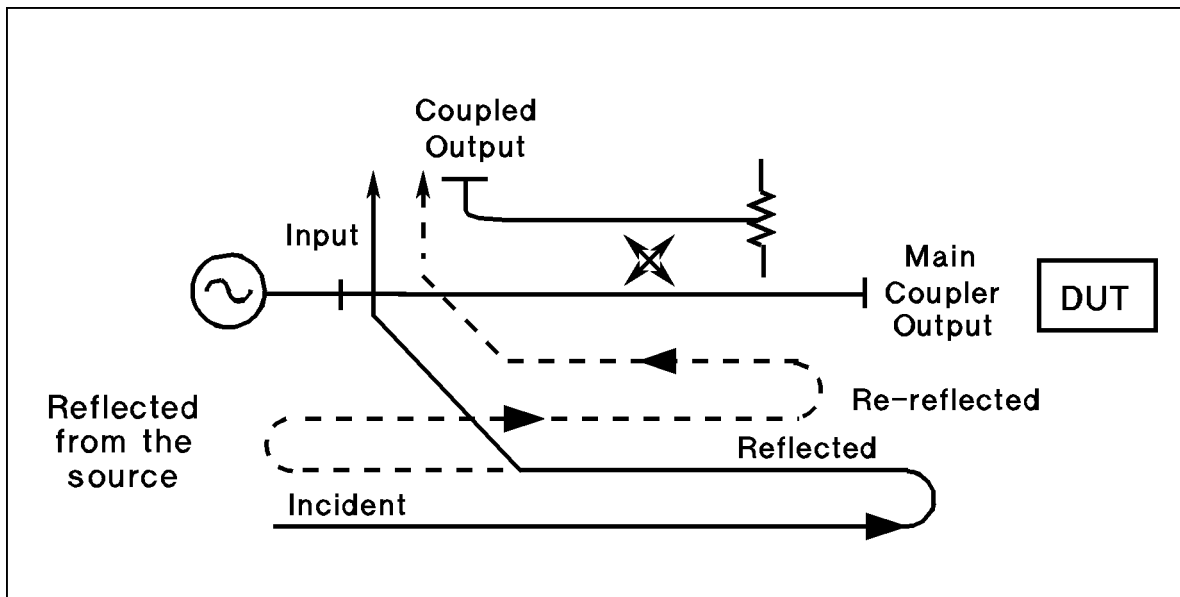 Coupled
Output
Input
Main
Coupler
Output
DUT
Re-reflected
Reflected
from the
source
Reflected
Incident